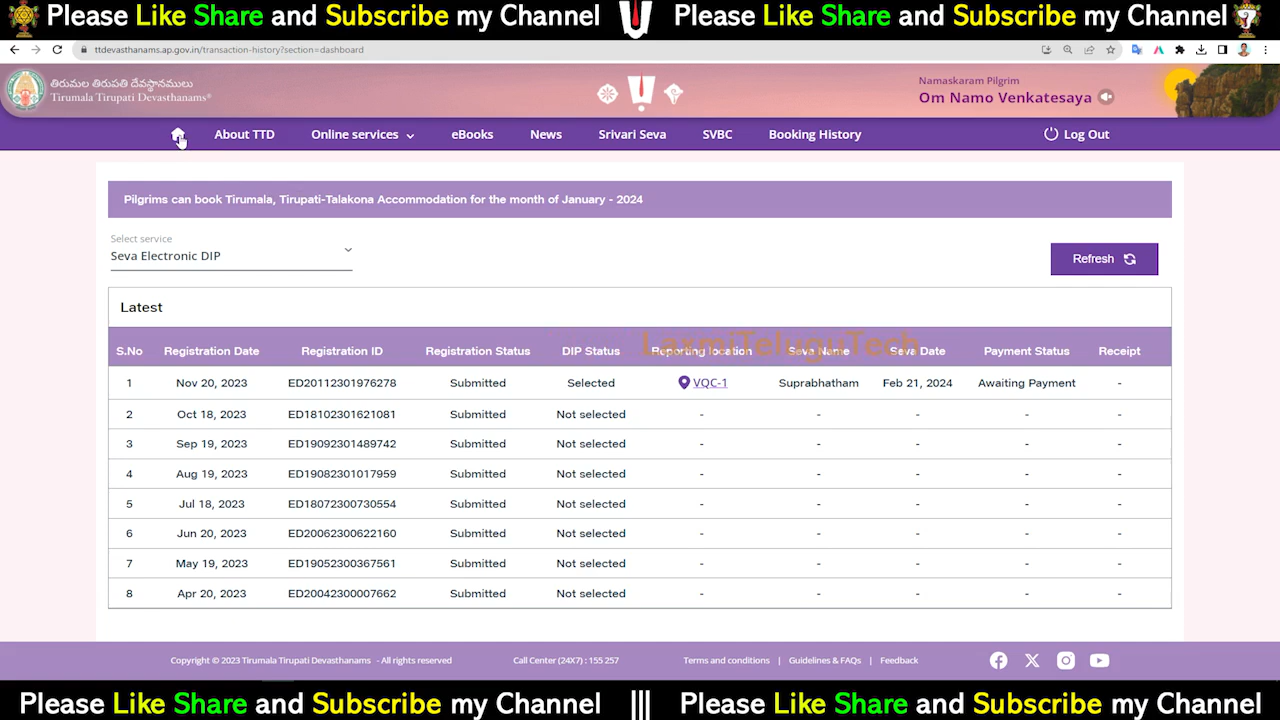 Please Like Share and Subscribe my Channel Please Like Share and Subscribe my Channel
ttdevasthanams.ap.gov.in/transaction-history?section=dashboard
తిరుమల తిరుపతి దేవస్థానములు
Tirumala Tirupati Devasthanams®
Namaskaram Pilgrim
Om Namo Venkatesaya
About TTD Online services eBooks News Srivari Seva SVBC Booking History Log Out
Pilgrims can book Tirumala, Tirupati-Talakona Accommodation for the month of January - 2024
Select service
Seva Electronic DIP
Refresh
Latest
LaxmiTeluguTech
S.No Registration Date Registration ID Registration Status DIP Status Reporting location Seva Name Seva Date Payment Status Receipt
1 Nov 20, 2023 ED20112301976278 Submitted Selected VQC-1 Suprabhatham Feb 21, 2024 Awaiting Payment -
2 Oct 18, 2023 ED18102301621081 Submitted Not selected - - - - -
3 Sep 19, 2023 ED19092301489742 Submitted Not selected - - - - -
4 Aug 19, 2023 ED19082301017959 Submitted Not selected - - - - -
5 Jul 18, 2023 ED18072300730554 Submitted Not selected - - - - -
6 Jun 20, 2023 ED20062300622160 Submitted Not selected - - - - -
7 May 19, 2023 ED19052300367561 Submitted Not selected - - - - -
8 Apr 20, 2023 ED20042300007662 Submitted Not selected - - - - -
Copyright © 2023 Tirumala Tirupati Devasthanams - All rights reserved Call Center (24X7) : 155 257 Terms and conditions | Guidelines & FAQs | Feedback
Please Like Share and Subscribe my Channel ||| Please Like Share and Subscribe my Channel